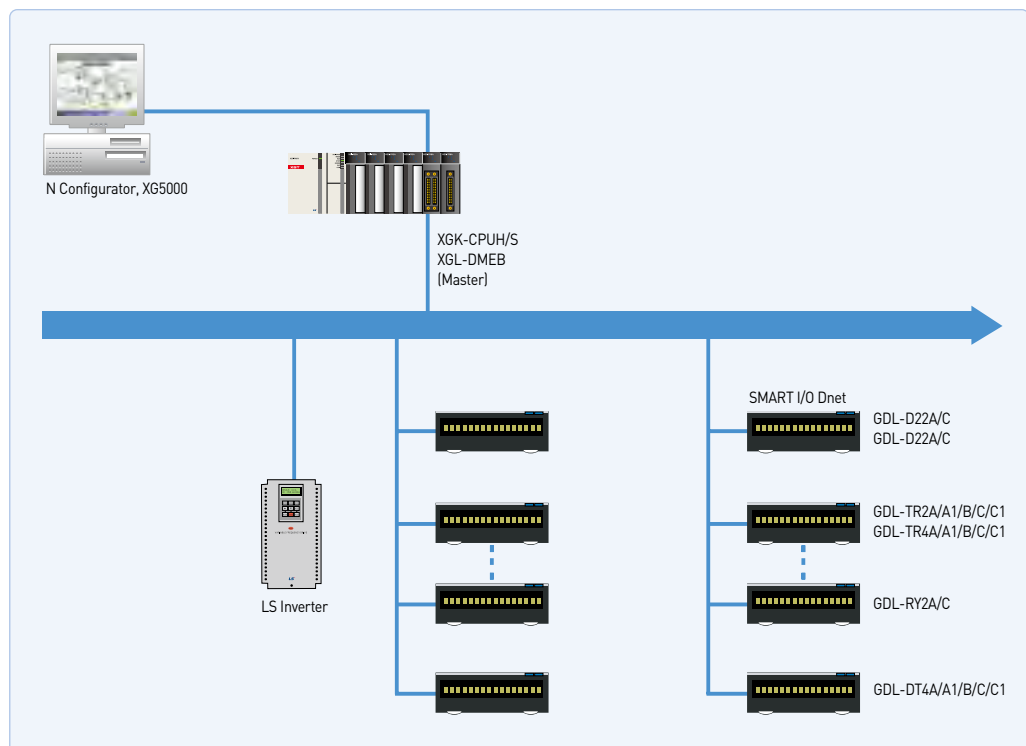 N Configurator, XG5000
XGK-CPUH/S
XGL-DMEB
(Master)
SMART I/O Dnet
GDL-D22A/C
GDL-D22A/C
GDL-TR2A/A1/B/C/C1
GDL-TR4A/A1/B/C/C1
LS Inverter
GDL-RY2A/C
GDL-DT4A/A1/B/C/C1